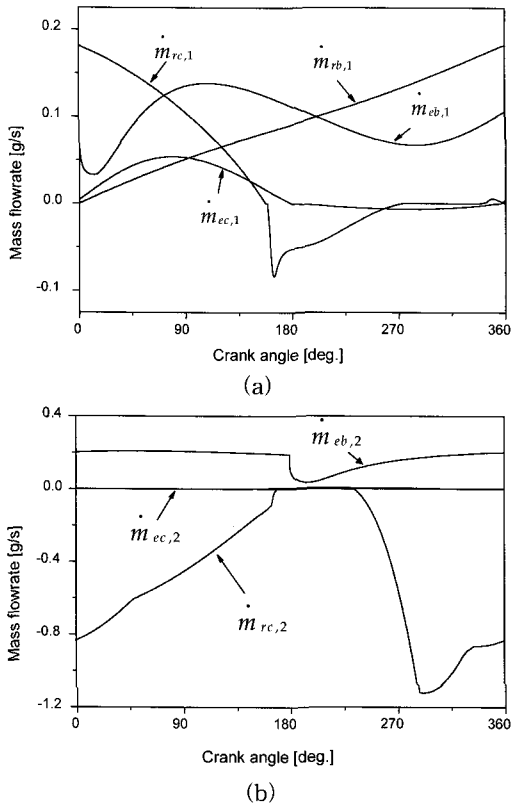 (a)
0.2
0.1
0.0
-0.1
0
90
180
270
360
Mass flowrate [g/s]
Crank angle [deg.]
ṁrc,1
ṁrb,1
ṁeb,1
ṁec,1
(b)
0.4
0.0
-0.4
-0.8
-1.2
0
90
180
270
360
Mass flowrate [g/s]
Crank angle [deg.]
ṁeb,2
ṁec,2
ṁrc,2